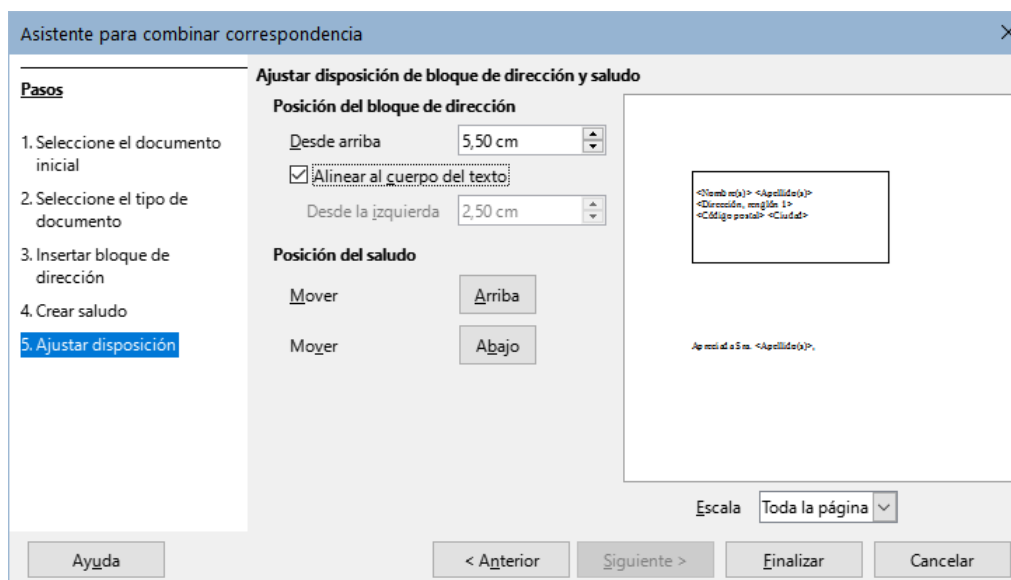 Asistente para combinar correspondencia
Pasos
1. Seleccione el documento
inicial
2. Seleccione el tipo de
documento
3. Insertar bloque de
dirección
4. Crear saludo
5. Ajustar disposición
Ajustar disposición de bloque de dirección y saludo
Posición del bloque de dirección
Desde arriba 5,50 cm
Alinear al cuerpo del texto
Desde la izquierda 2,50 cm
Posición del saludo
Mover Arriba
Mover Abajo
<Nombre(a)> <Apellido(a)>
<Dirección, renglón 1>
<Código postal> <Ciudad>
Apreciada Sra. <Apellido(a)>,
Escala Toda la página
Ayuda < Anterior Siguiente > Finalizar Cancelar